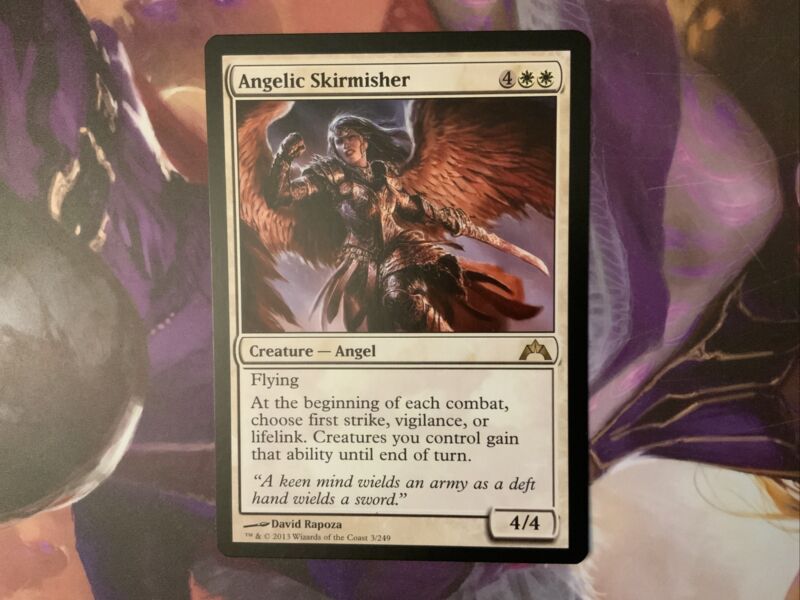 Angelic Skirmisher 4
Creature — Angel
Flying
At the beginning of each combat,
choose first strike, vigilance, or
lifelink. Creatures you control gain
that ability until end of turn.
“A keen mind wields an army as a deft
hand wields a sword.”
4/4
David Rapoza
™ & © 2013 Wizards of the Coast 3/249